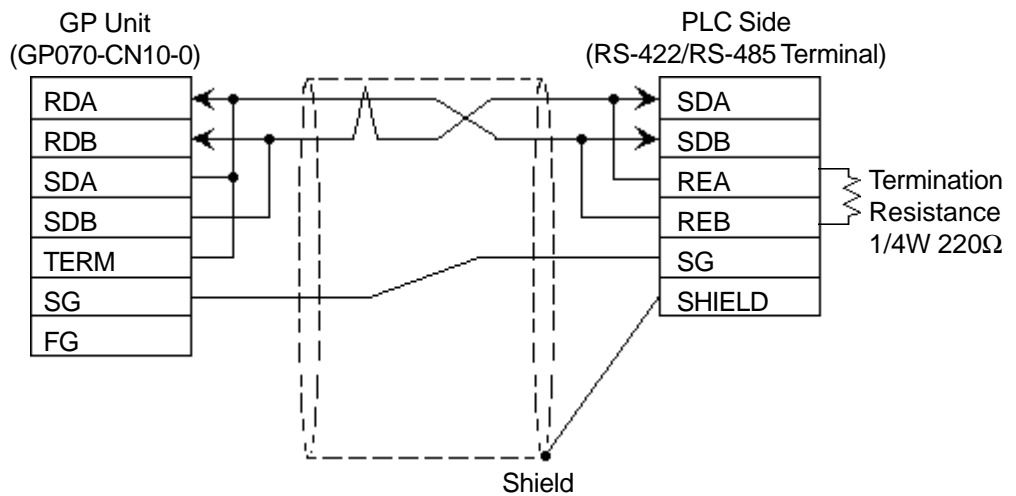 GP Unit
(GP070-CN10-0)
RDA
RDB
SDA
SDB
TERM
SG
FG
PLC Side
(RS-422/RS-485 Terminal)
SDA
SDB
REA
REB
SG
SHIELD
Termination
Resistance
1/4W 220Ω
Shield